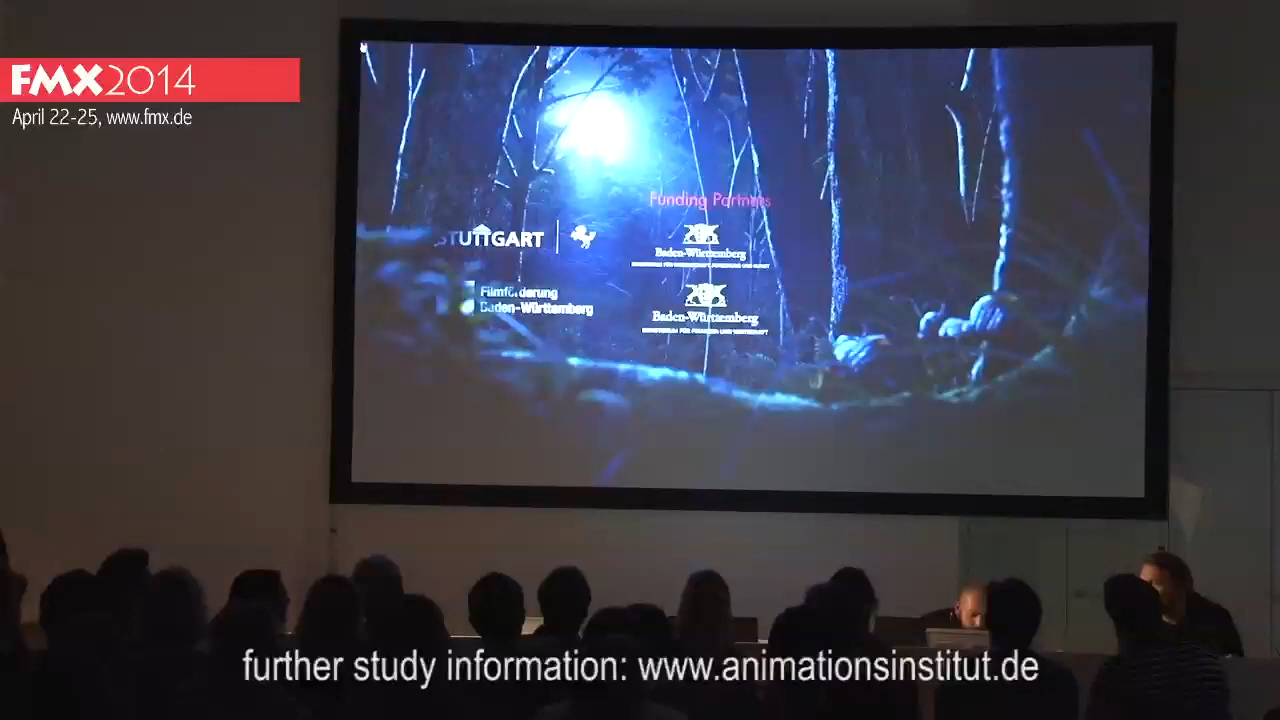 FMX2014
April 22-25, www.fmx.de
Funding Partners
STUTTGART
Baden-Württemberg
Filmförderung
Baden-Württemberg
Baden-Württemberg
further study information: www.animationsinstitut.de